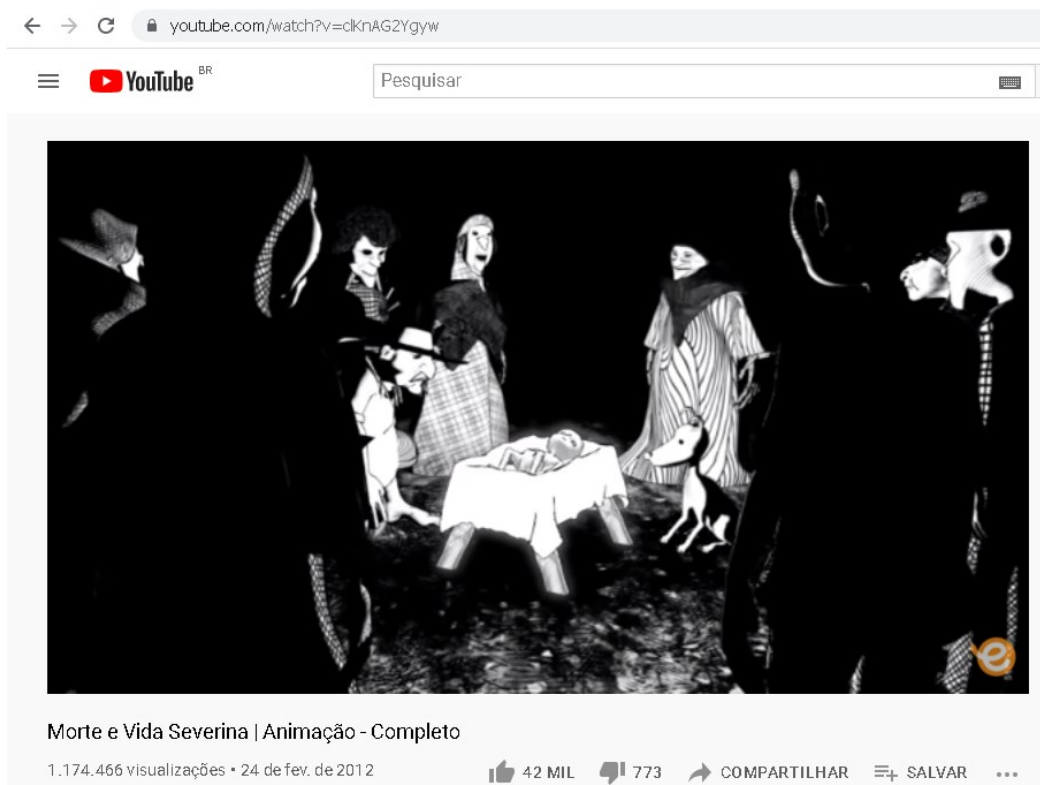 youtube.com/watch?v=clKnAG2Ygyw
YouTube BR
Pesquisar
Morte e Vida Severina | Animação - Completo
1.174.466 visualizações • 24 de fev. de 2012
42 MIL 773 COMPARTILHAR SALVAR